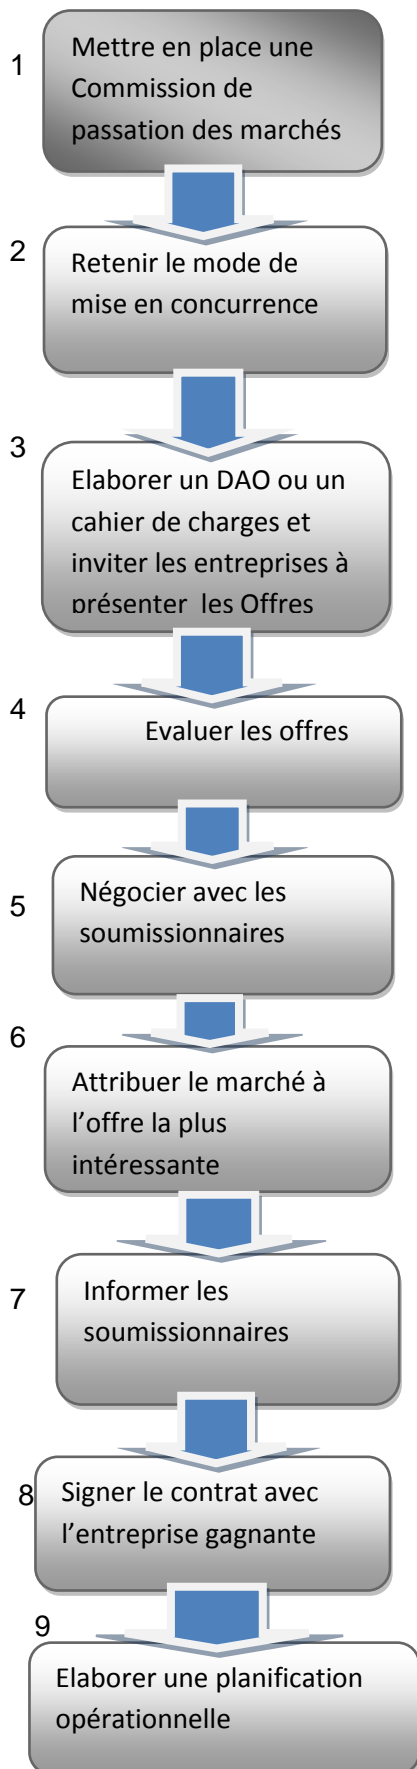 1
Mettre en place une
Commission de
passation des marchés
2
Retenir le mode de
mise en concurrence
3
Elaborer un DAO ou un
cahier de charges et
inviter les entreprises à
présenter les Offres
4
Evaluer les offres
5
Négocier avec les
soumissionnaires
6
Attribuer le marché à
l’offre la plus
intéressante
7
Informer les
soumissionnaires
8
Signer le contrat avec
l’entreprise gagnante
9
Elaborer une planification
opérationnelle